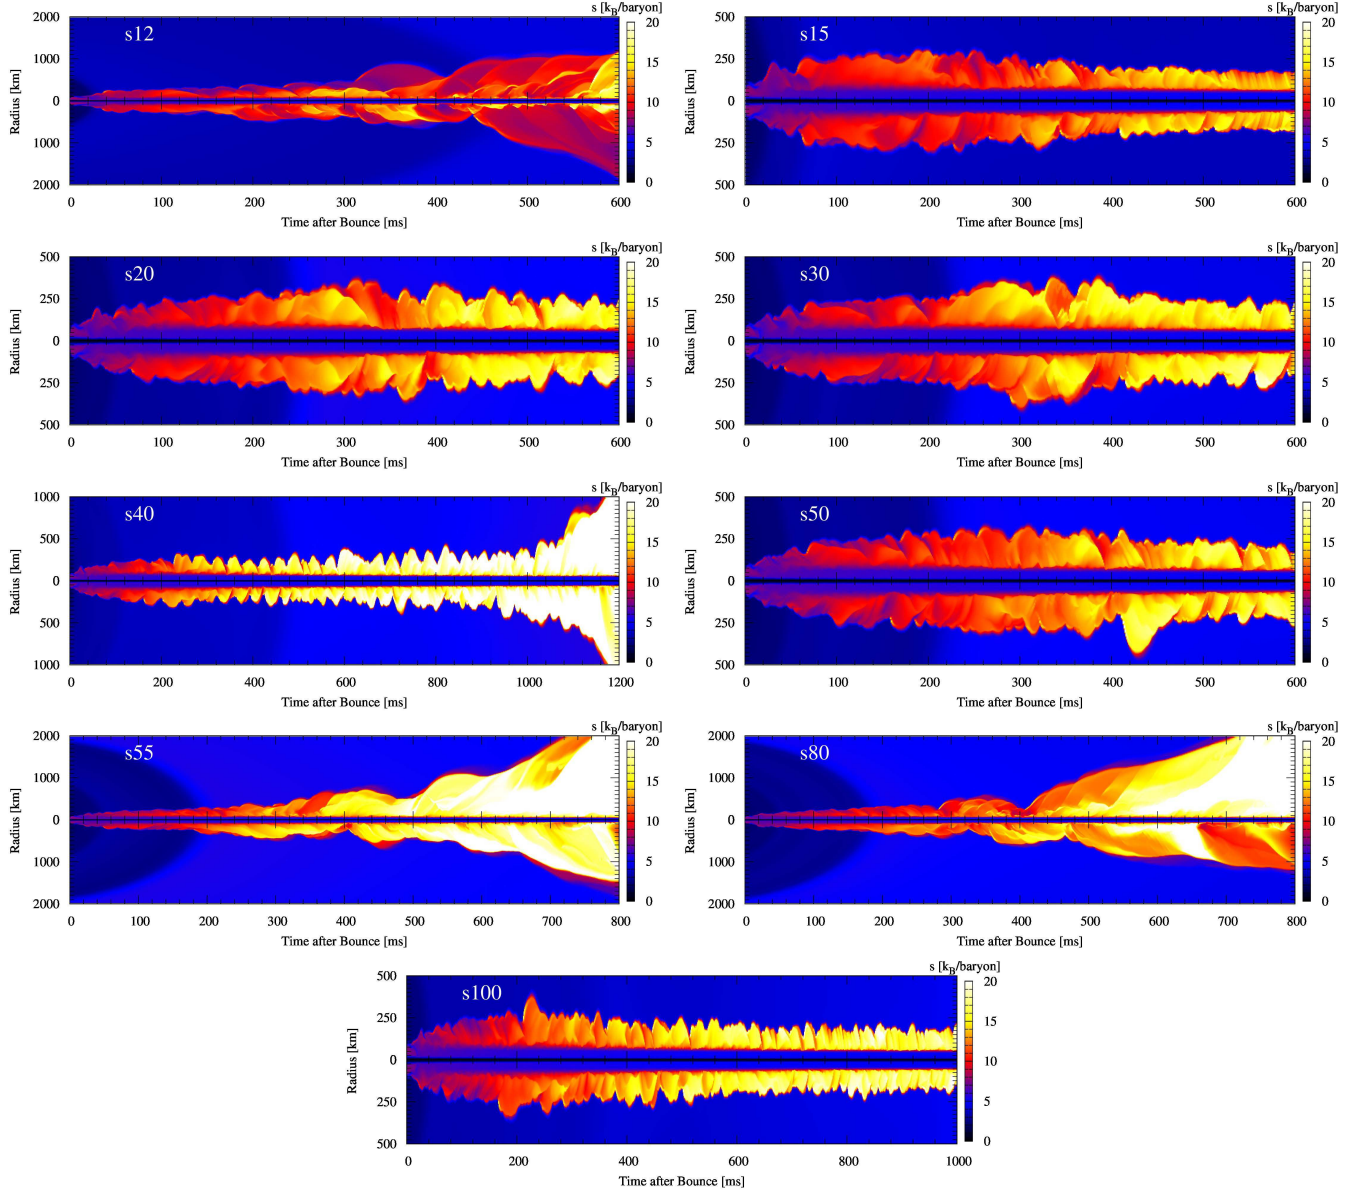 s [k_B/baryon]
s12
Radius [km]
2000
1000
0
1000
2000
0 100 200 300 400 500 600
Time after Bounce [ms]
20
15
10
5
0
s [k_B/baryon]
s15
Radius [km]
500
250
0
250
500
0 100 200 300 400 500 600
Time after Bounce [ms]
20
15
10
5
0
s [k_B/baryon]
s20
Radius [km]
500
250
0
250
500
0 100 200 300 400 500 600
Time after Bounce [ms]
20
15
10
5
0
s [k_B/baryon]
s30
Radius [km]
500
250
0
250
500
0 100 200 300 400 500 600
Time after Bounce [ms]
20
15
10
5
0
s [k_B/baryon]
s40
Radius [km]
1000
500
0
500
1000
0 200 400 600 800 1000 1200
Time after Bounce [ms]
20
15
10
5
0
s [k_B/baryon]
s50
Radius [km]
500
250
0
250
500
0 100 200 300 400 500 600
Time after Bounce [ms]
20
15
10
5
0
s [k_B/baryon]
s55
Radius [km]
2000
1000
0
1000
2000
0 100 200 300 400 500 600 700 800
Time after Bounce [ms]
20
15
10
5
0
s [k_B/baryon]
s80
Radius [km]
2000
1000
0
1000
2000
0 100 200 300 400 500 600 700 800
Time after Bounce [ms]
20
15
10
5
0
s [k_B/baryon]
s100
Radius [km]
500
250
0
250
500
0 200 400 600 800 1000
Time after Bounce [ms]
20
15
10
5
0